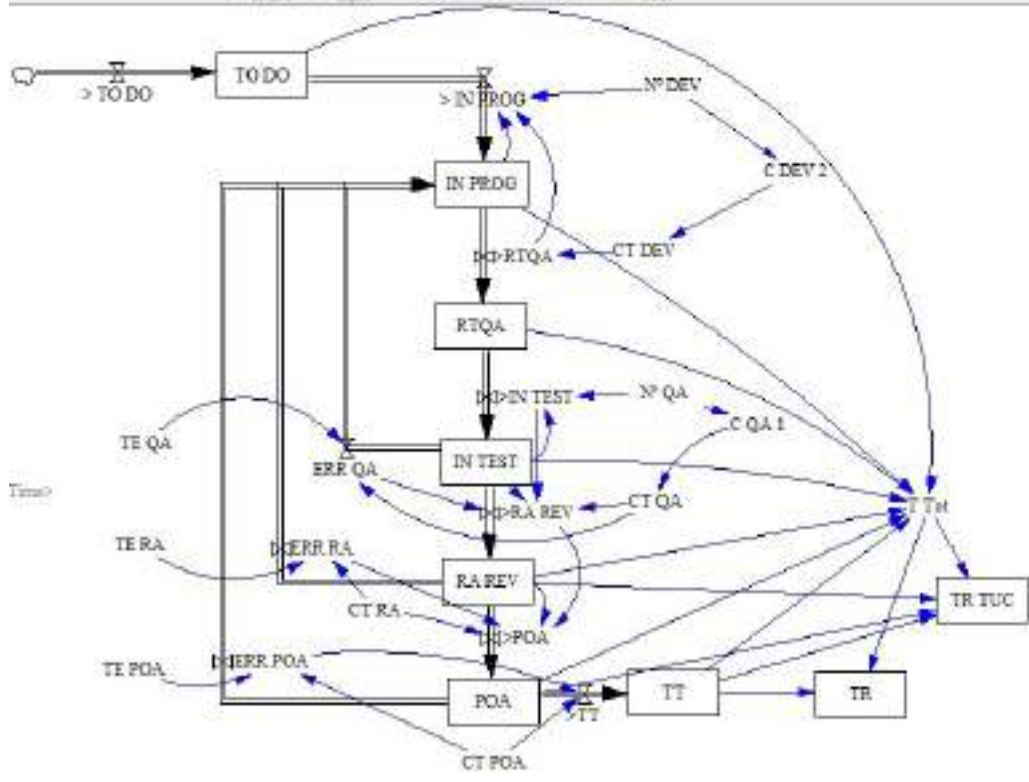 TO DO
> TO DO
> IN PROG
Nº DEV
C DEV 2
IN PROG
>RTQA
CT DEV
RTQA
>IN TEST
Nº QA
C QA 1
TE QA
ERR QA
IN TEST
Time>
>RA REV
CT QA
T Tot
TE RA
ERR RA
RA REV
TR TUC
CT RA
>POA
TE POA
ERR POA
POA
>TT
TT
TR
CT POA